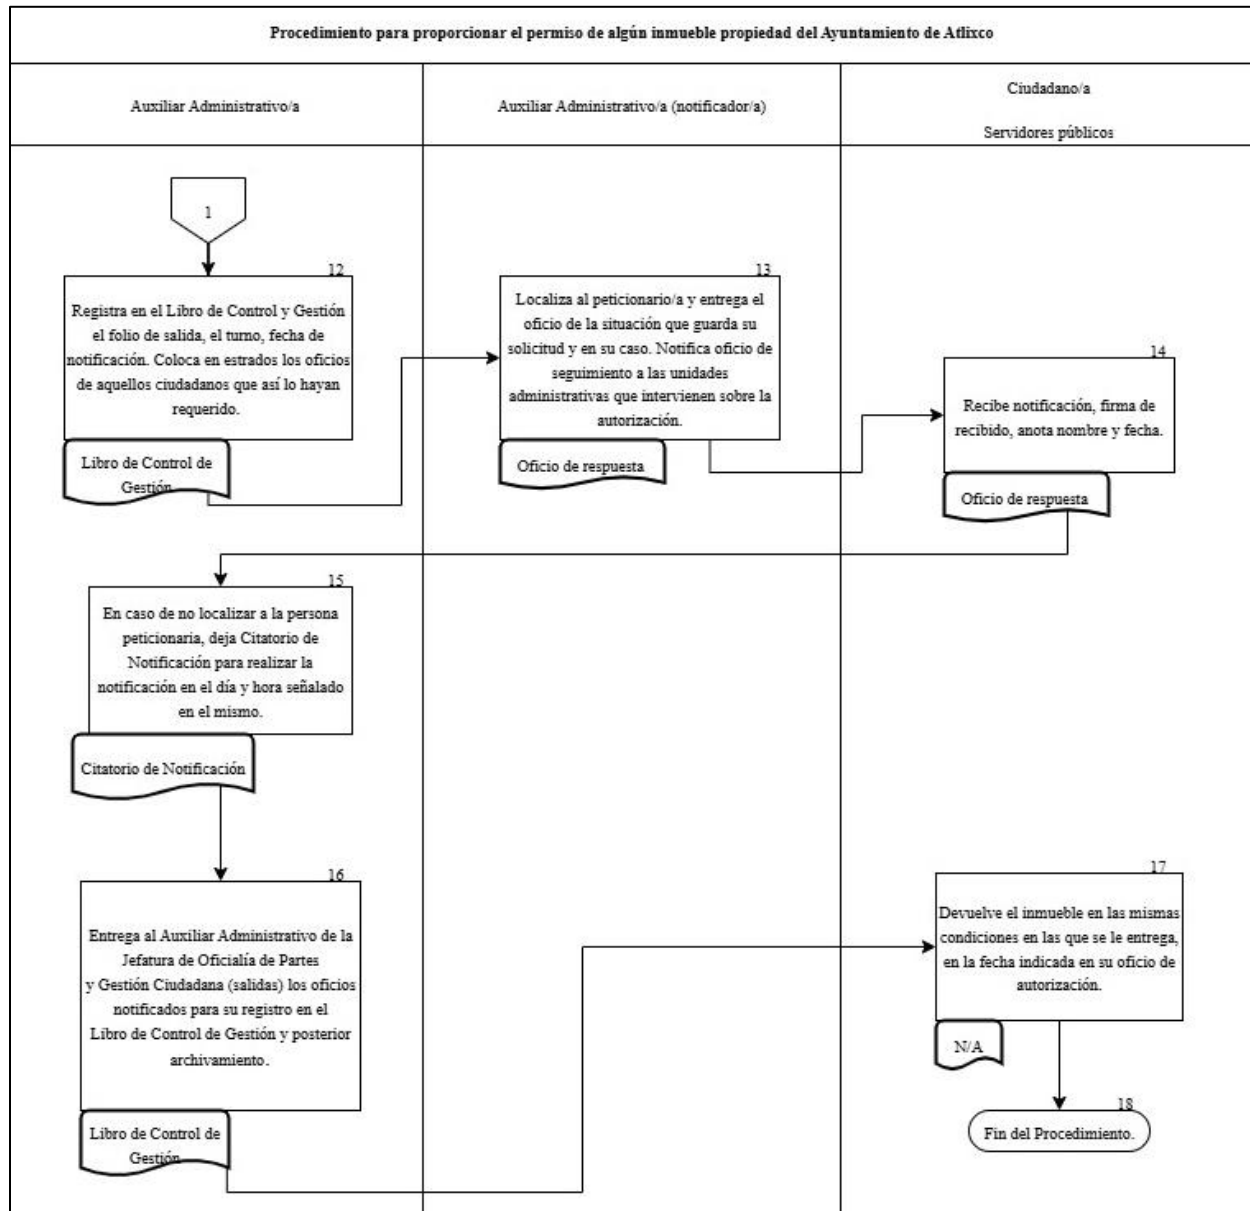 Procedimiento para proporcionar el permiso de algún inmueble propiedad del Ayuntamiento de Atlixco
Auxiliar Administrativo/a
Auxiliar Administrativo/a (notificador/a)
Ciudadano/a
Servidores públicos
1
12
Registra en el Libro de Control y Gestión
el folio de salida, el turno, fecha de
notificación. Coloca en estrados los oficios
de aquellos ciudadanos que así lo hayan
requerido.
Libro de Control de
Gestión
13
Localiza al peticionario/a y entrega el
oficio de la situación que guarda su
solicitud y en su caso. Notifica oficio de
seguimiento a las unidades
administrativas que intervienen sobre la
autorización.
Oficio de respuesta
14
Recibe notificación, firma de
recibido, anota nombre y fecha.
Oficio de respuesta
15
En caso de no localizar a la persona
peticionaria, deja Citatorio de
Notificación para realizar la
notificación en el día y hora señalado
en el mismo.
Citatorio de Notificación
16
Entrega al Auxiliar Administrativo de la
Jefatura de Oficialía de Partes
y Gestión Ciudadana (salidas) los oficios
notificados para su registro en el
Libro de Control de Gestión y posterior
archivamiento.
Libro de Control de
Gestión
17
Devuelve el inmueble en las mismas
condiciones en las que se le entrega,
en la fecha indicada en su oficio de
autorización.
N/A
18
Fin del Procedimiento.